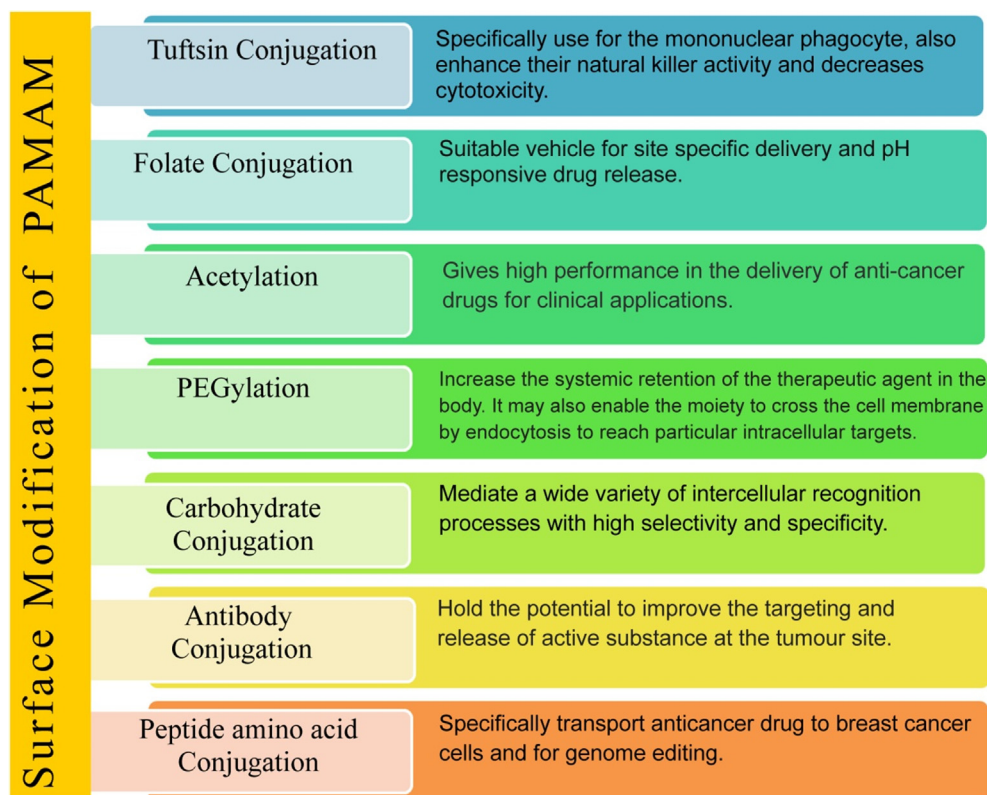 Surface Modification of PAMAM
Tuftsin Conjugation
Specifically use for the mononuclear phagocyte, also
enhance their natural killer activity and decreases
cytotoxicity.
Folate Conjugation
Suitable vehicle for site specific delivery and pH
responsive drug release.
Acetylation
Gives high performance in the delivery of anti-cancer
drugs for clinical applications.
PEGylation
Increase the systemic retention of the therapeutic agent in the
body. It may also enable the moiety to cross the cell membrane
by endocytosis to reach particular intracellular targets.
Carbohydrate
Conjugation
Mediate a wide variety of intercellular recognition
processes with high selectivity and specificity.
Antibody
Conjugation
Hold the potential to improve the targeting and
release of active substance at the tumour site.
Peptide amino acid
Conjugation
Specifically transport anticancer drug to breast cancer
cells and for genome editing.